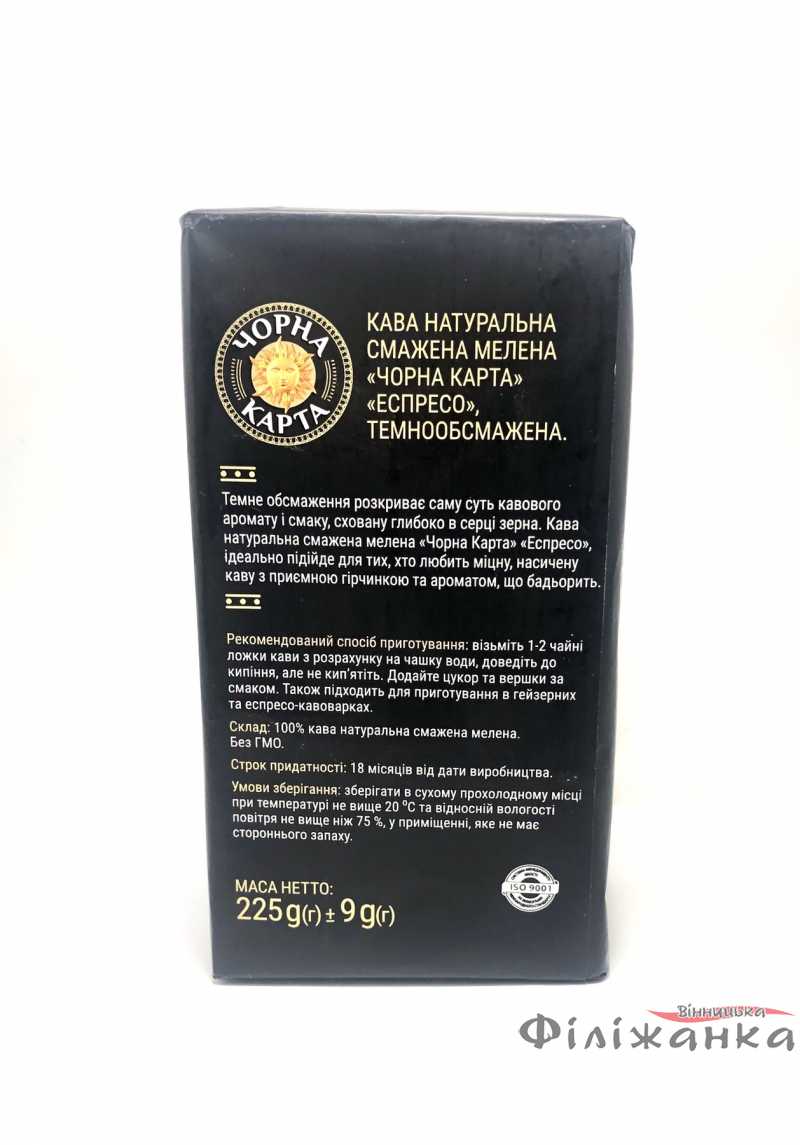 ЧОРНА
КАРТА
КАВА НАТУРАЛЬНА
СМАЖЕНА МЕЛЕНА
«ЧОРНА КАРТА»
«ЕСПРЕСО»,
ТЕМНООБСМАЖЕНА.
Темне обсмаження розкриває саму суть кавового
аромату і смаку, сховану глибоко в серці зерна. Кава
натуральна смажена мелена «Чорна Карта» «Еспресо»,
ідеально підійде для тих, хто любить міцну, насичену
каву з приємною гірчинкою та ароматом, що бадьорить.
Рекомендований спосіб приготування: візьміть 1-2 чайні
ложки кави з розрахунку на чашку води, доведіть до
кипіння, але не кип’ятіть. Додайте цукор та вершки за
смаком. Також підходить для приготування в гейзерних
та еспресо-кавоварках.
Склад: 100% кава натуральна смажена мелена.
Без ГМО.
Строк придатності: 18 місяців від дати виробництва.
Умови зберігання: зберігати в сухому прохолодному місці
при температурі не вище 20 °С та відносній вологості
повітря не вище ніж 75 %, у приміщенні, яке не має
стороннього запаху.
МАСА НЕТТО:
225 g(г) ± 9 g(г)
ISO 9001
Вінницька
Філіжанка